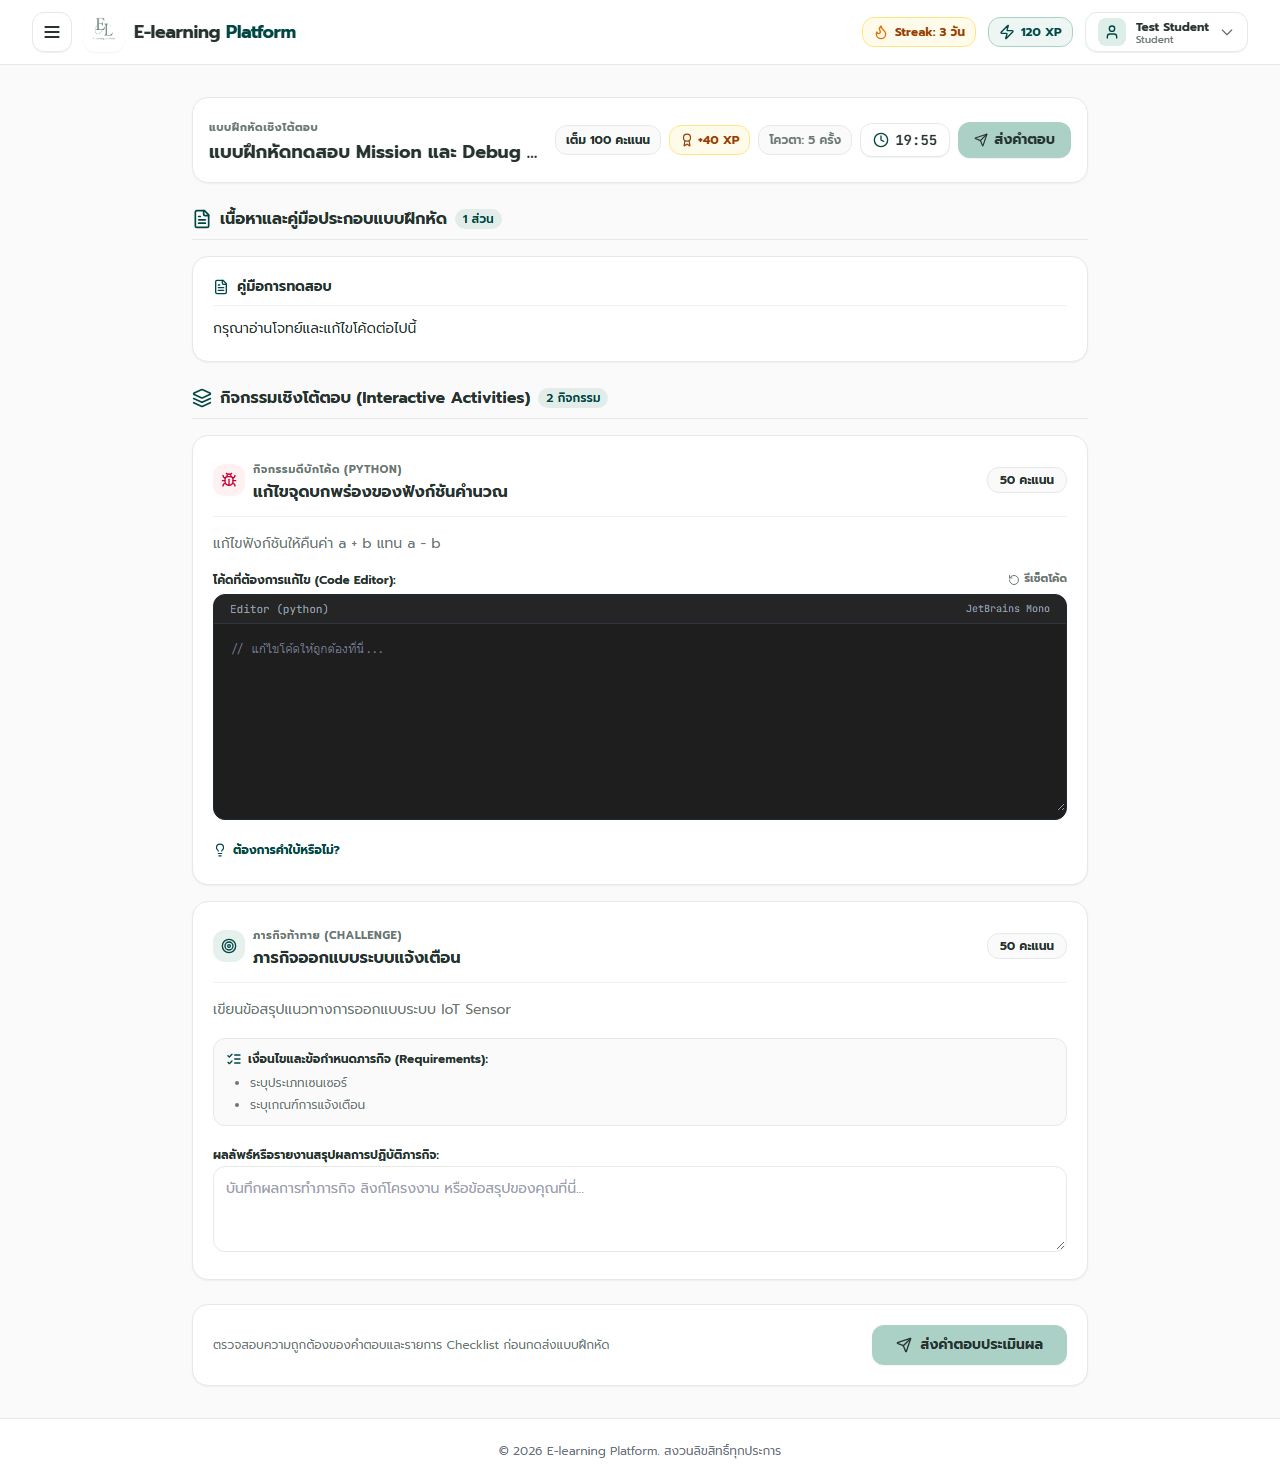 E-learning Platform
Streak: 3 วัน
120 XP
Test Student
Student
แบบฝึกหัดเชิงโต้ตอบ
แบบฝึกหัดทดสอบ Mission และ Debug ...
เต็ม 100 คะแนน
+40 XP
โควตา: 5 ครั้ง
19:55
ส่งคำตอบ
เนื้อหาและคู่มือประกอบแบบฝึกหัด
1 ส่วน
คู่มือการทดสอบ
กรุณาอ่านโจทย์และแก้ไขโค้ดต่อไปนี้
กิจกรรมเชิงโต้ตอบ (Interactive Activities)
2 กิจกรรม
กิจกรรมดีบักโค้ด (PYTHON)
แก้ไขจุดบกพร่องของฟังก์ชันคำนวณ
50 คะแนน
แก้ไขฟังก์ชันให้คืนค่า a + b แทน a - b
โค้ดที่ต้องการแก้ไข (Code Editor):
รีเซ็ตโค้ด
Editor (python)
JetBrains Mono
// แก้ไขโค้ดให้ถูกต้องที่นี่...
ต้องการคำใบ้หรือไม่?
ภารกิจท้าทาย (CHALLENGE)
ภารกิจออกแบบระบบแจ้งเตือน
50 คะแนน
เขียนข้อสรุปแนวทางการออกแบบระบบ IoT Sensor
เงื่อนไขและข้อกำหนดภารกิจ (Requirements):
• ระบุประเภทเซนเซอร์
• ระบุเกณฑ์การแจ้งเตือน
ผลลัพธ์หรือรายงานสรุปผลการปฏิบัติภารกิจ:
บันทึกผลการทำภารกิจ ลิงก์โครงงาน หรือข้อสรุปของคุณที่นี่...
ตรวจสอบความถูกต้องของคำตอบและรายการ Checklist ก่อนกดส่งแบบฝึกหัด
ส่งคำตอบประเมินผล
© 2026 E-learning Platform. สงวนลิขสิทธิ์ทุกประการ